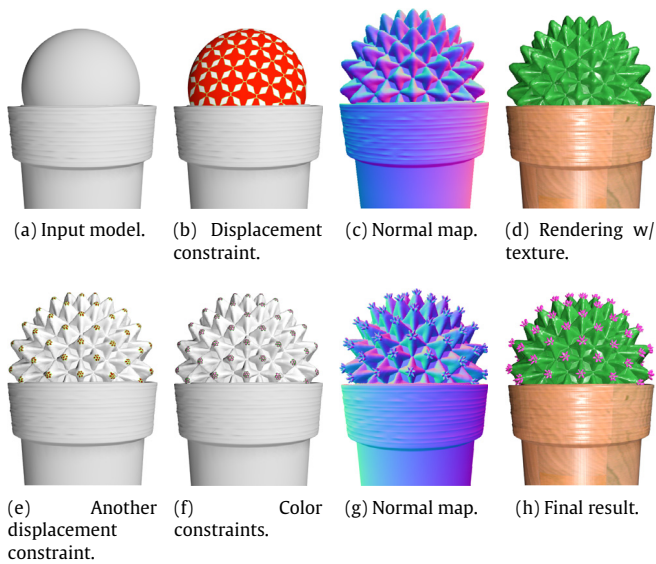 (a) Input model.
(b) Displacement
constraint.
(c) Normal map.
(d) Rendering w/
texture.
(e) Another
displacement
constraint.
(f) Color
constraints.
(g) Normal map.
(h) Final result.